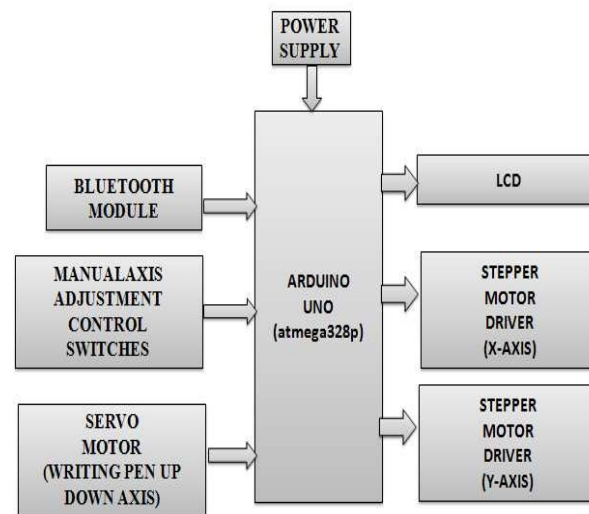 POWER
SUPPLY
BLUETOOTH
MODULE
MANUALAXIS
ADJUSTMENT
CONTROL
SWITCHES
SERVO
MOTOR
(WRITING PEN UP
DOWN AXIS)
ARDUINO
UNO
(atmega328p)
LCD
STEPPER
MOTOR
DRIVER
(X-AXIS)
STEPPER
MOTOR
DRIVER
(Y-AXIS)